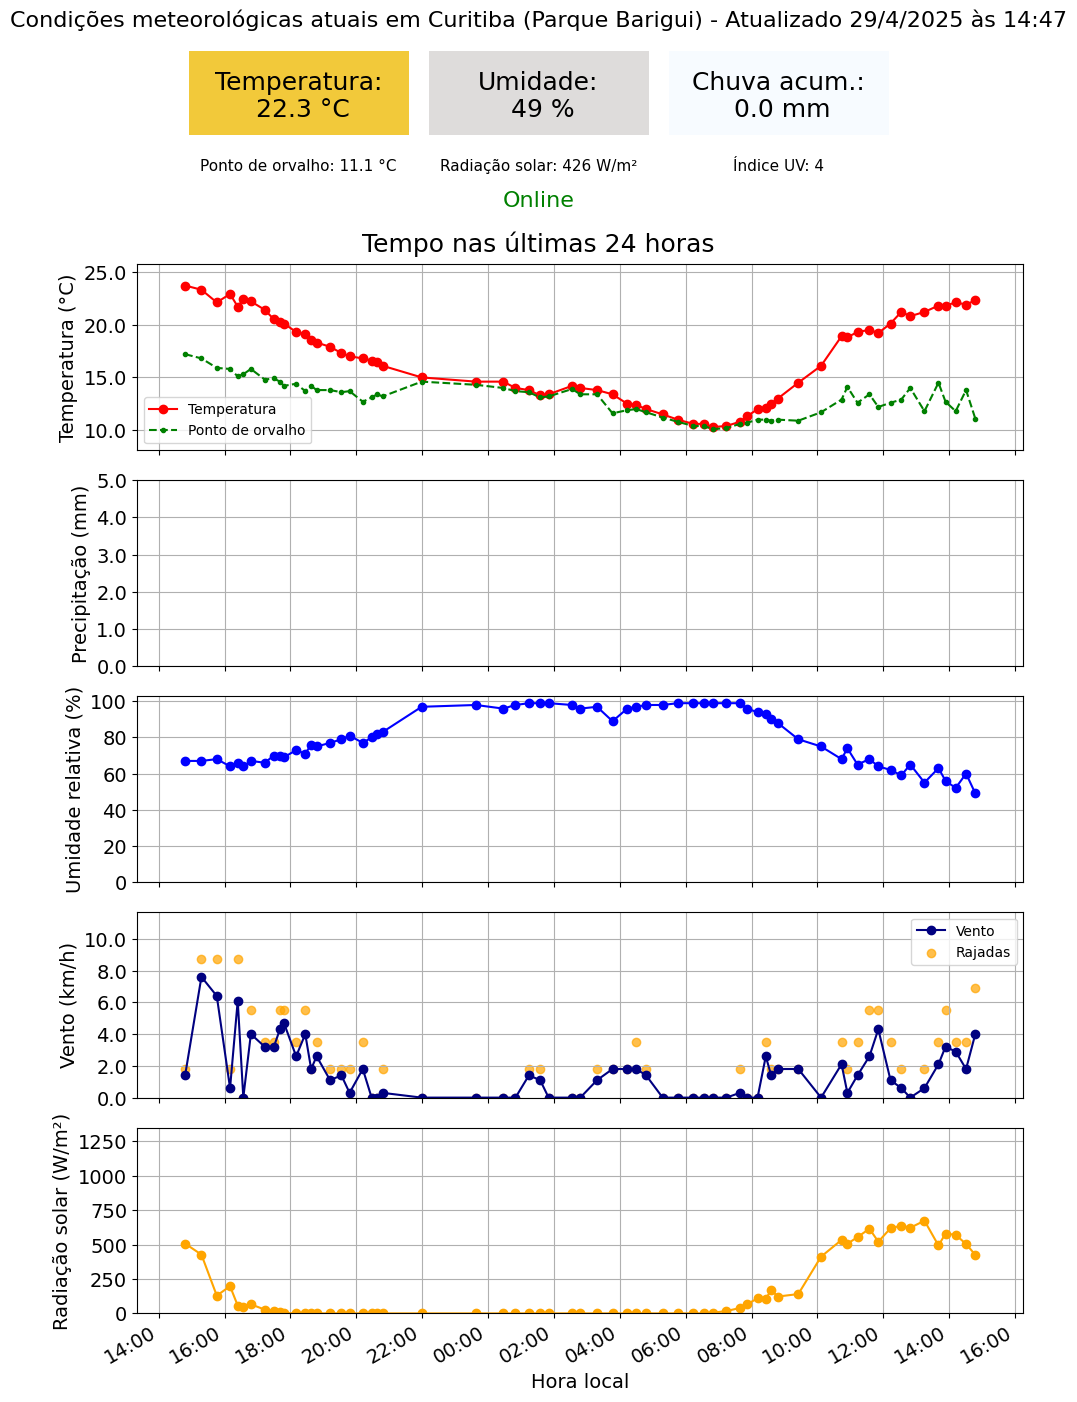 Condições meteorológicas atuais em Curitiba (Parque Barigui) - Atualizado 29/4/2025 às 14:47
Temperatura:
22.3 °C
Umidade:
49 %
Chuva acum.:
0.0 mm
Ponto de orvalho: 11.1 °C
Radiação solar: 426 W/m²
Índice UV: 4
Online
Tempo nas últimas 24 horas
Temperatura (°C)
25.0
20.0
15.0
10.0
Temperatura
Ponto de orvalho
Precipitação (mm)
5.0
4.0
3.0
2.0
1.0
0.0
Umidade relativa (%)
100
80
60
40
20
0
Vento (km/h)
10.0
8.0
6.0
4.0
2.0
0.0
Vento
Rajadas
Radiação solar (W/m²)
1250
1000
750
500
250
0
14:00
16:00
18:00
20:00
22:00
00:00
02:00
04:00
06:00
08:00
10:00
12:00
14:00
16:00
Hora local